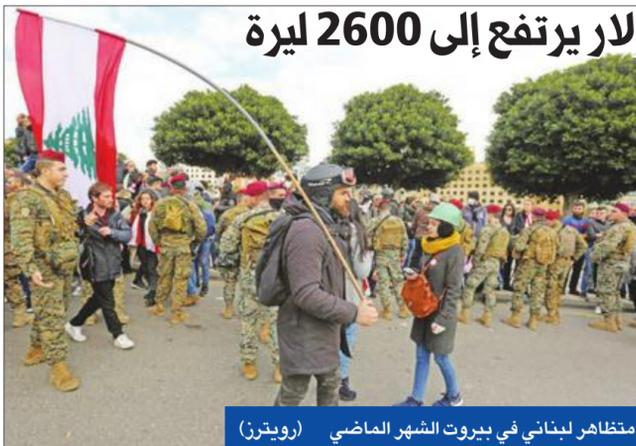 لار يرتفع إلى 2600 ليرة
متظاهر لبناني في بيروت الشهر الماضي (رويترز)